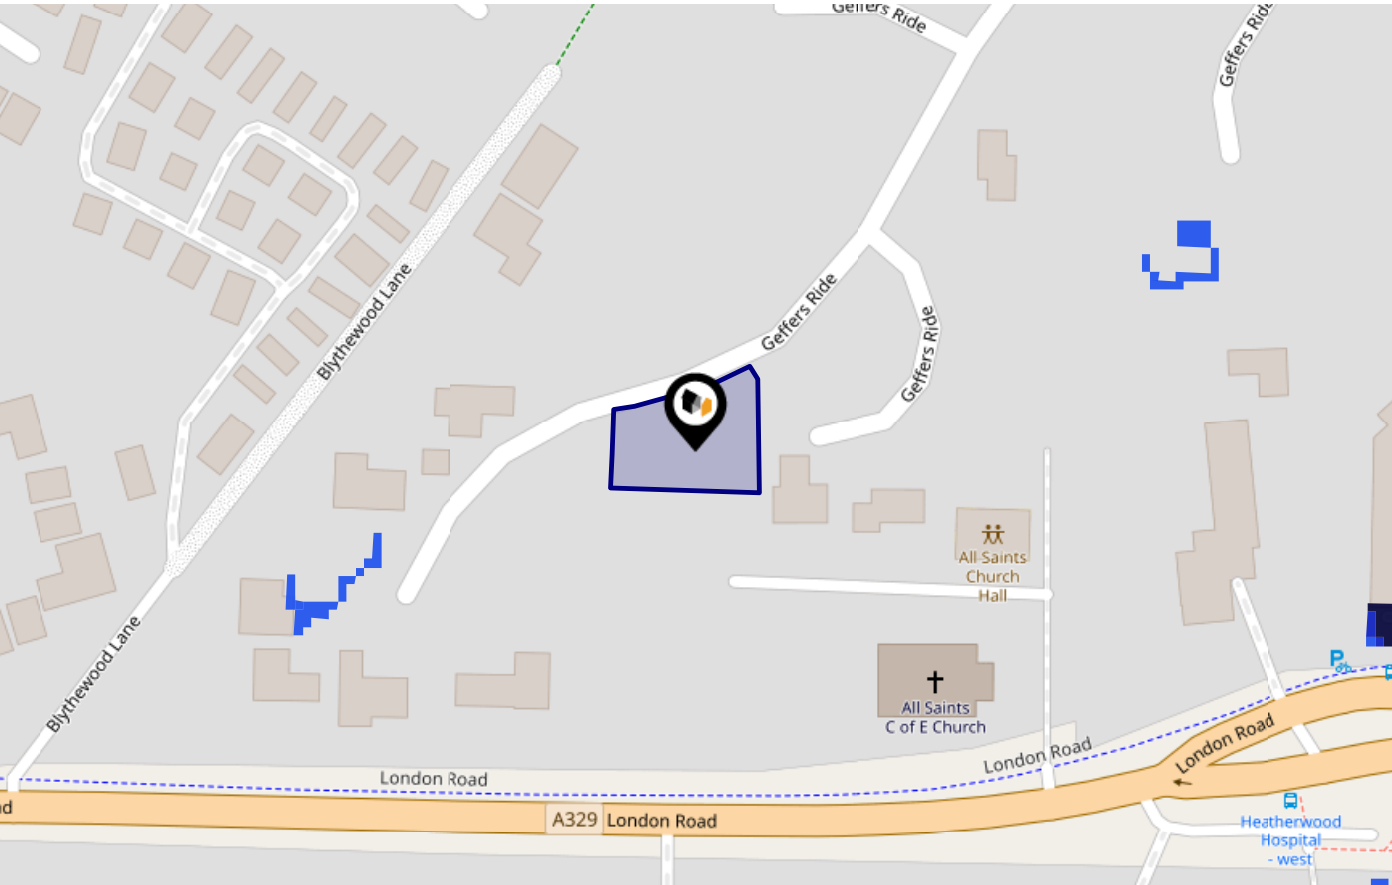 Geffers Ride
Geffers Ride
Blythewood Lane
Geffers Ride
Geffers Ride
All Saints
Church
Hall
Blythewood Lane
P
All Saints
C of E Church
London Road
London Road
London Road
ad
A329
London Road
Heatherwood
Hospital
- west